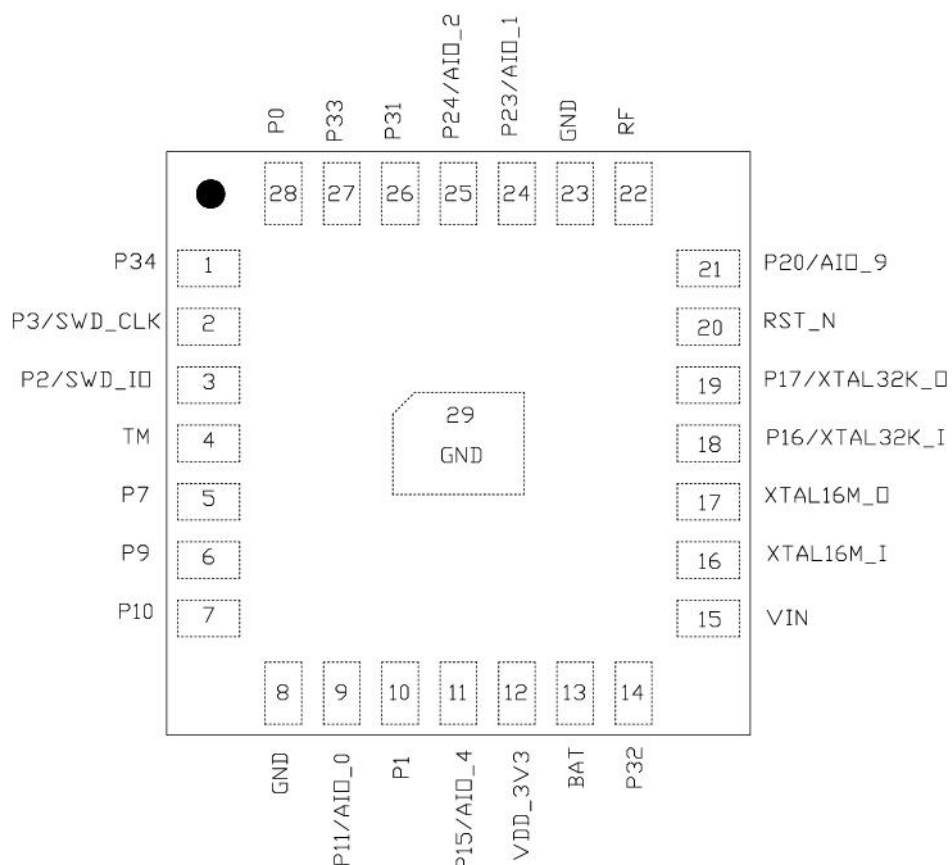 P0 P33 P31 P24/AIO_2 P23/AIO_1 GND RF
28 27 26 25 24 23 22
P34 1 21 P20/AIO_9
P3/SWD_CLK 2 20 RST_N
P2/SWD_IO 3 19 P17/XTAL32K_O
TM 4 18 P16/XTAL32K_I
29
GND
P7 5 17 XTAL16M_O
P9 6 16 XTAL16M_I
P10 7 15 VIN
8 9 10 11 12 13 14
GND P11/AIO_0 P1 P15/AIO_4 VDD_3V3 BAT P32